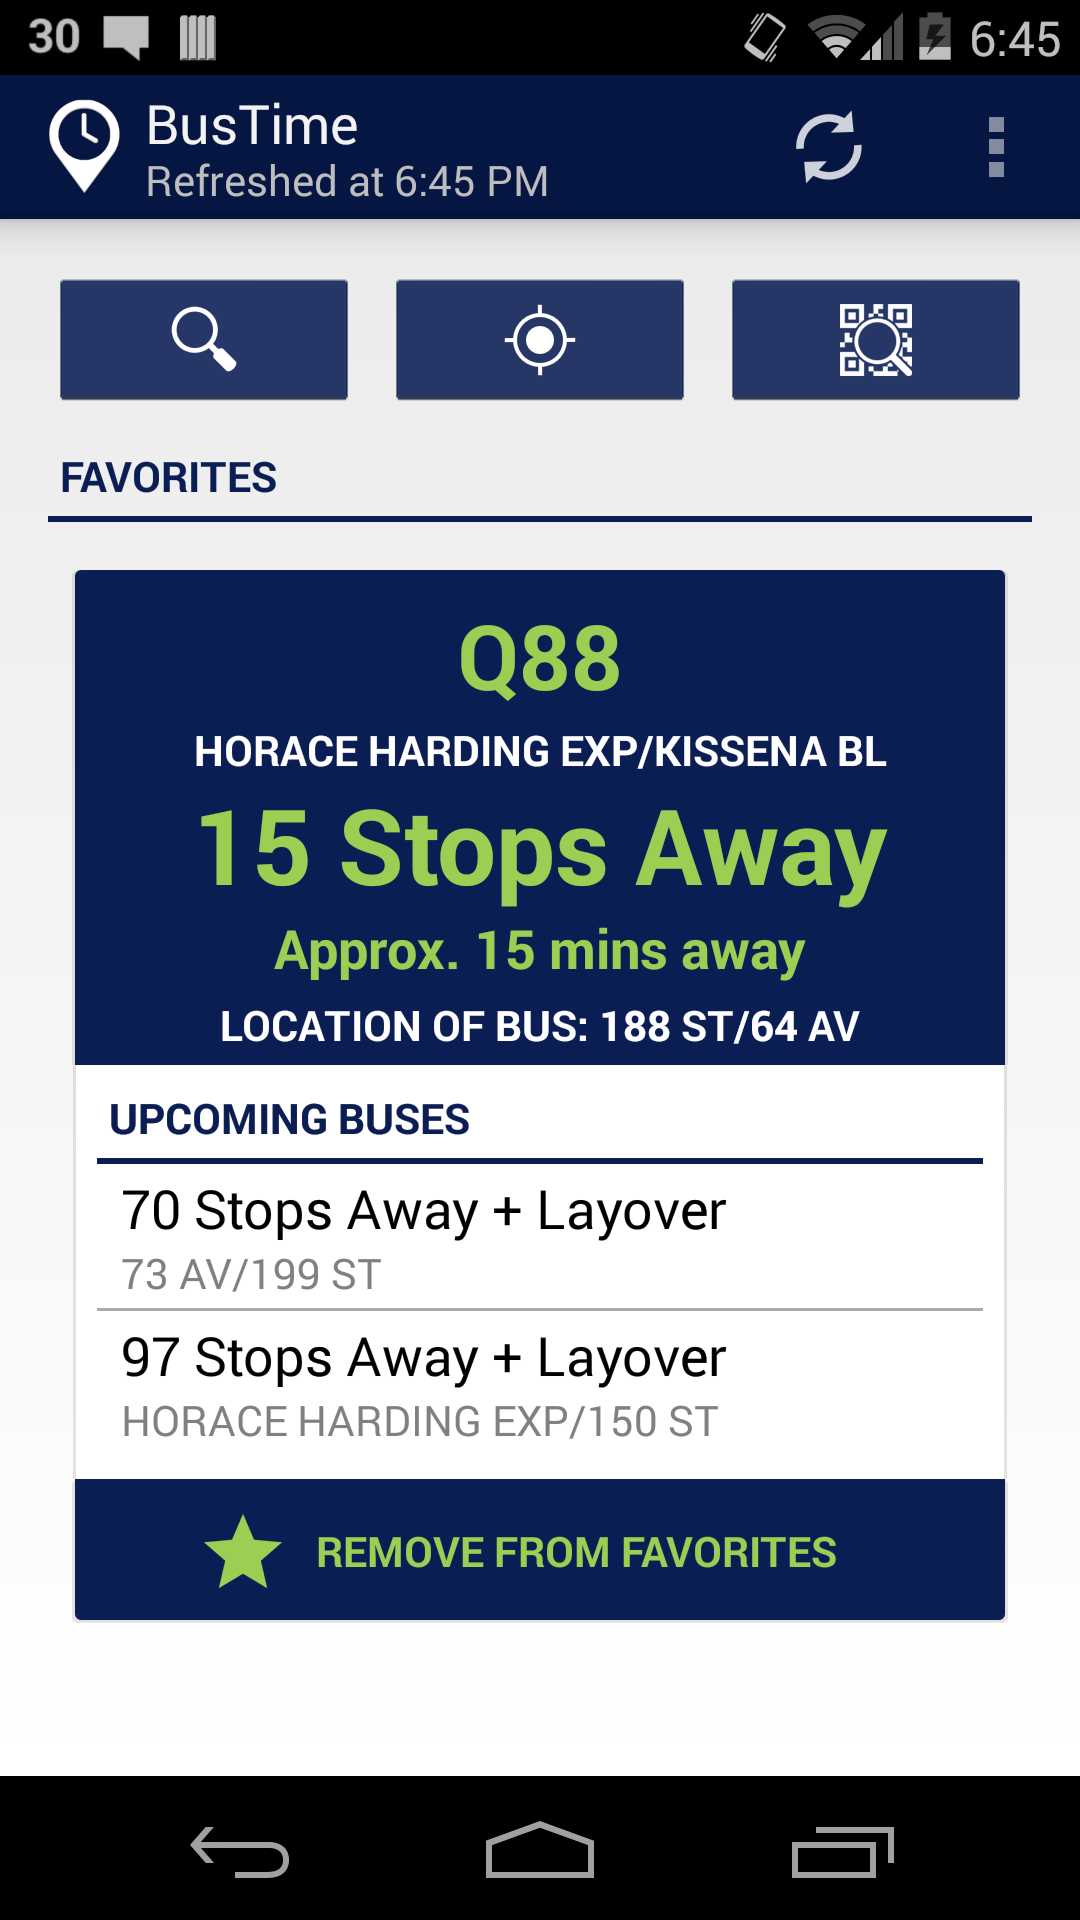 30
6:45
BusTime
Refreshed at 6:45 PM
FAVORITES
Q88
HORACE HARDING EXP/KISSENA BL
15 Stops Away
Approx. 15 mins away
LOCATION OF BUS: 188 ST/64 AV
UPCOMING BUSES
70 Stops Away + Layover
73 AV/199 ST
97 Stops Away + Layover
HORACE HARDING EXP/150 ST
REMOVE FROM FAVORITES